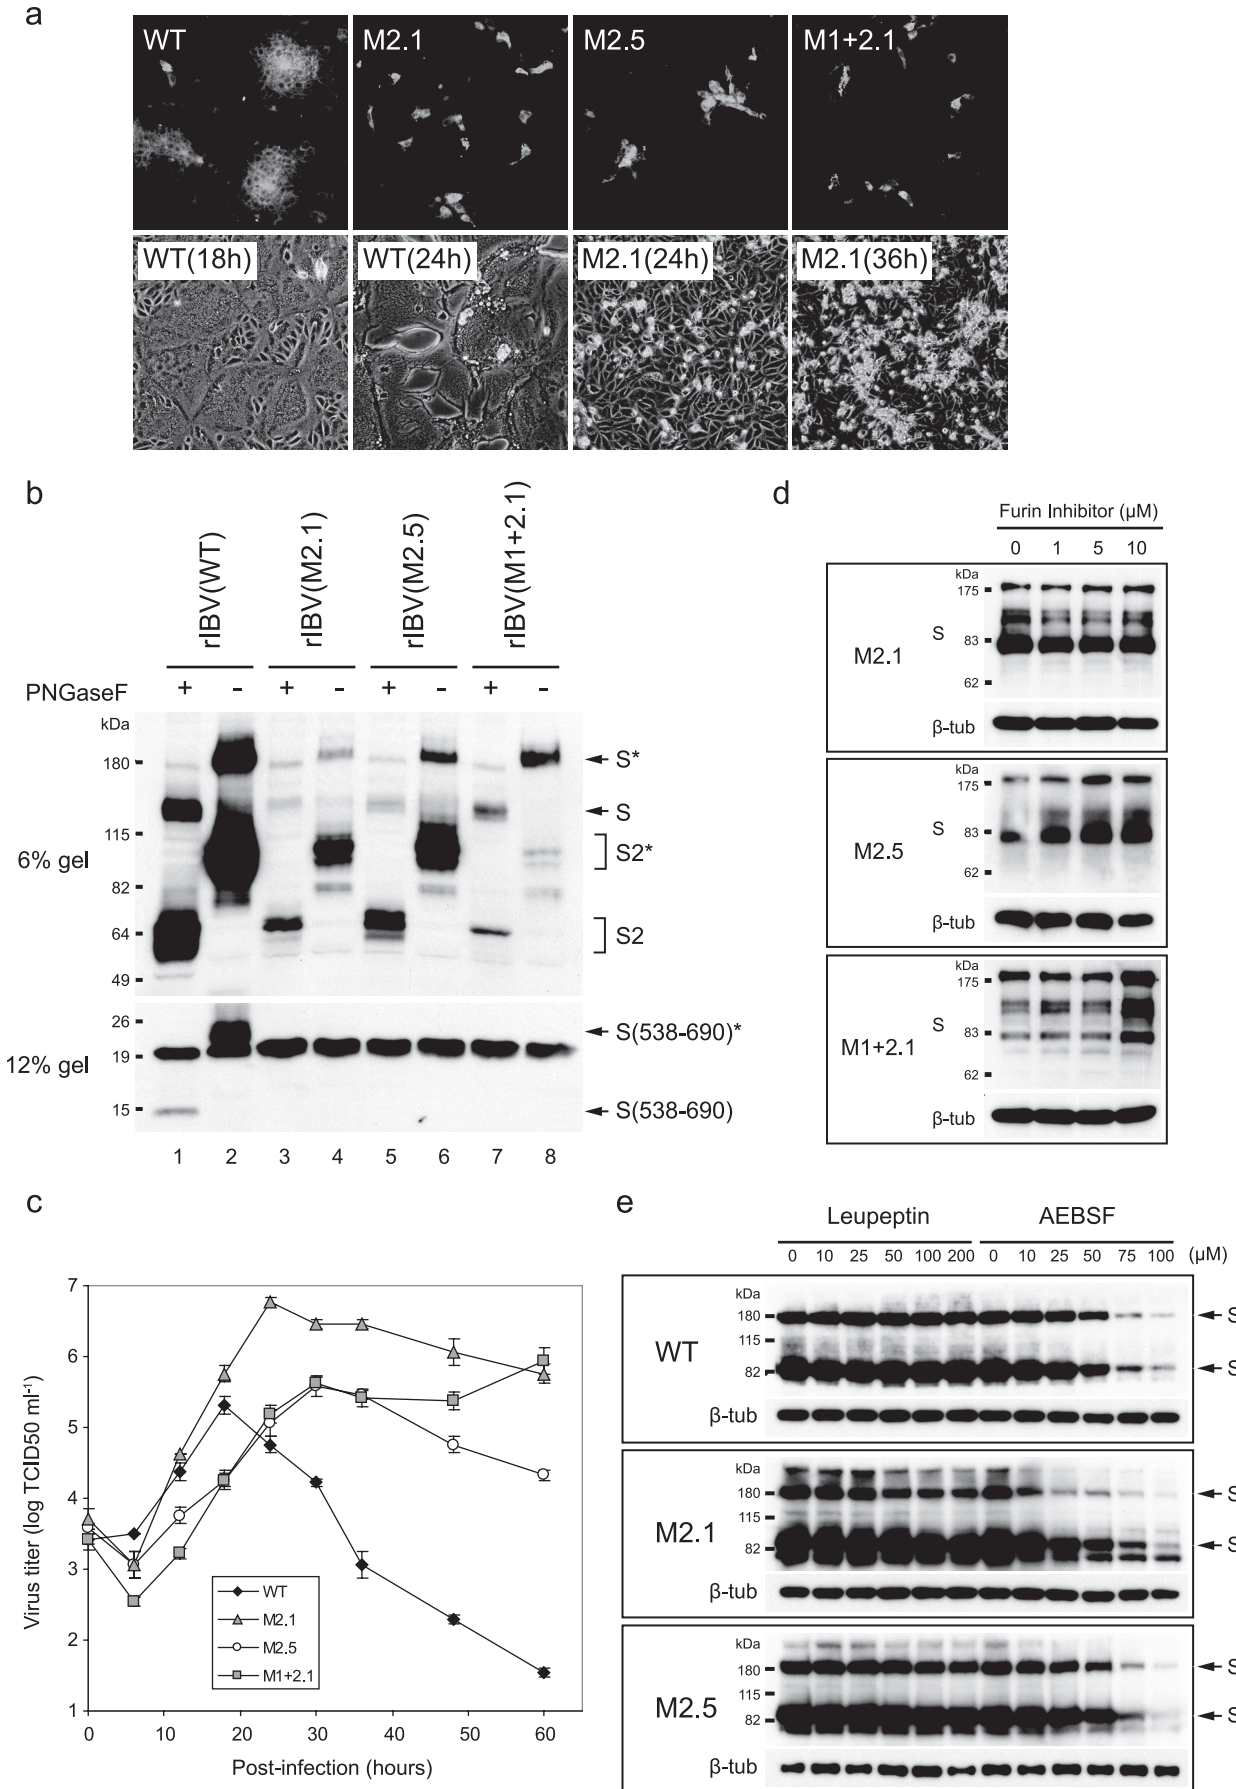 a
WT
M2.1
M2.5
M1+2.1
WT(18h)
WT(24h)
M2.1(24h)
M2.1(36h)
b
rIBV(WT)
rIBV(M2.1)
rIBV(M2.5)
rIBV(M1+2.1)
PNGaseF + - + - + - + -
kDa
180
115
82
64
49
6% gel
S*
S
S2*
S2
26
19
15
12% gel
S(538-690)*
S(538-690)
1 2 3 4 5 6 7 8
d
Furin Inhibitor (µM)
0 1 5 10
kDa
175
S
83
M2.1
62
β-tub
kDa
175
S
83
M2.5
62
β-tub
kDa
175
S
83
M1+2.1
62
β-tub
c
Virus titer (log TCID50 ml-1)
7
6
5
4
3
2
1
WT
M2.1
M2.5
M1+2.1
0 10 20 30 40 50 60
Post-infection (hours)
e
Leupeptin AEBSF
0 10 25 50 100 200 0 10 25 50 75 100 (µM)
kDa
180
S
115
WT
82
S
β-tub
kDa
180
S
115
M2.1
82
S
β-tub
kDa
180
S
115
M2.5
82
S
β-tub